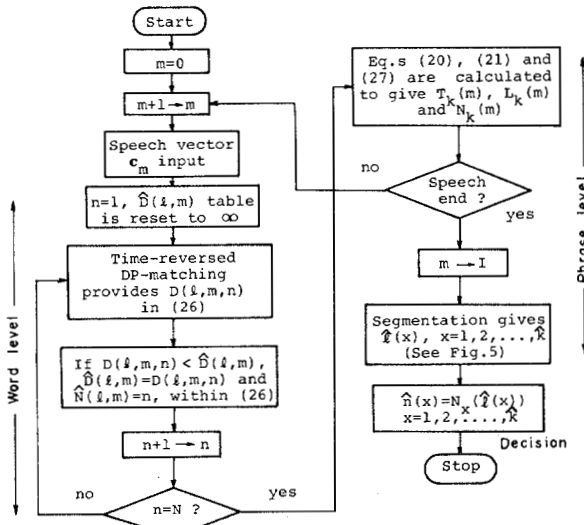 Start
m=0
m+1→m
Speech vector
c_m input
n=1, D̂(ℓ,m) table
is reset to ∞
Time-reversed
DP-matching
provides D(ℓ,m,n)
in (26)
If D(ℓ,m,n)<D̂(ℓ,m),
D̂(ℓ,m)=D(ℓ,m,n) and
N̂(ℓ,m)=n, within (26)
n+1→n
no
n=N ?
yes
Word level
Eq.s (20), (21) and
(27) are calculated
to give T_k(m), L_k(m)
and N_k(m)
no
Speech
end ?
yes
m → I
Segmentation gives
ℓ̂(x), x=1,2,...,k̂
(See Fig.5)
n̂(x)=N_x(ℓ̂(x))
x=1,2,....,k̂
Decision
Stop
Phrase level